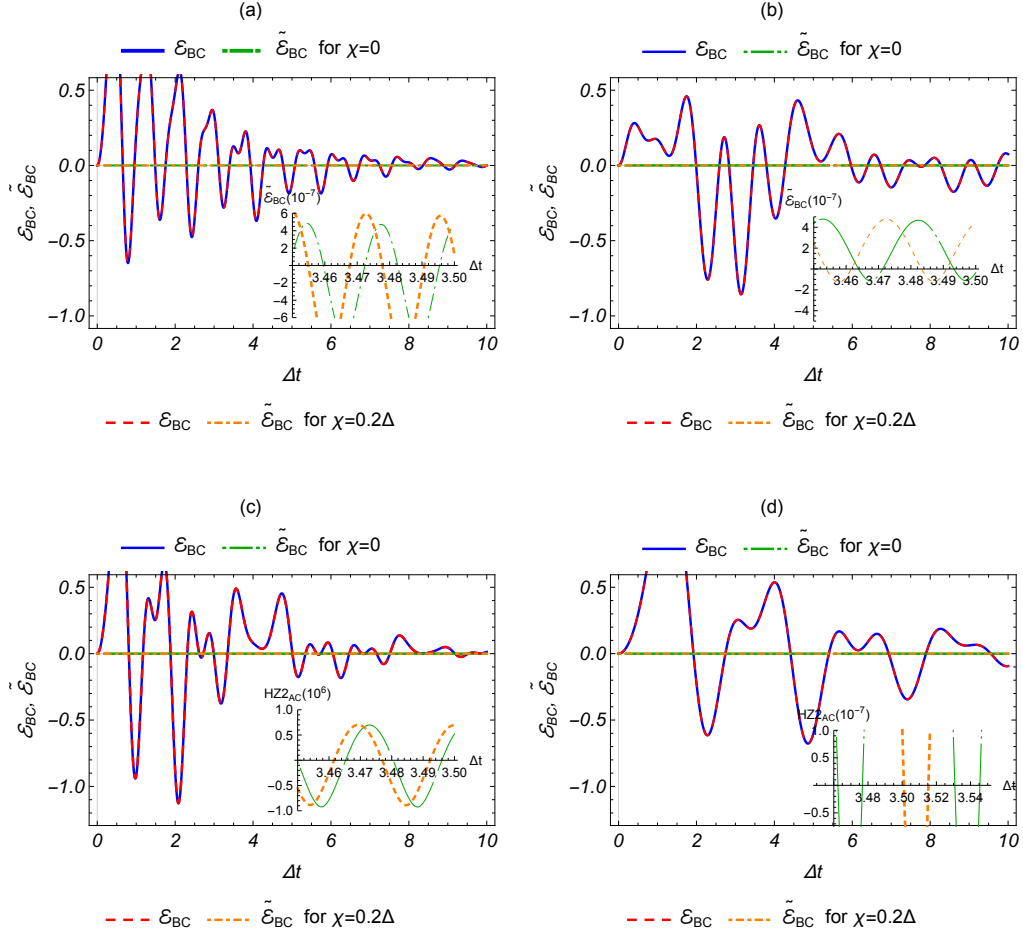 (a)
ℰBC ℰ̃BC for χ=0
ℰBC, ℰ̃BC
0.5
0.0
-0.5
-1.0
0 2 4 6 8 10
Δt
ℰ̃BC(10⁻⁷)
6
4
2
-2
-4
-6
3.46 3.47 3.48 3.49 3.50
Δt
ℰBC ℰ̃BC for χ=0.2Δ
(b)
ℰBC ℰ̃BC for χ=0
ℰBC, ℰ̃BC
0.5
0.0
-0.5
-1.0
0 2 4 6 8 10
Δt
ℰ̃BC(10⁻⁷)
4
2
-2
-4
3.46 3.47 3.48 3.49 3.50
Δt
ℰBC ℰ̃BC for χ=0.2Δ
(c)
ℰBC ℰ̃BC for χ=0
ℰBC, ℰ̃BC
0.5
0.0
-0.5
-1.0
0 2 4 6 8 10
Δt
HZ2AC(10⁶)
1.0
0.5
-0.5
-1.0
3.46 3.47 3.48 3.49 3.50
Δt
ℰBC ℰ̃BC for χ=0.2Δ
(d)
ℰBC ℰ̃BC for χ=0
ℰBC, ℰ̃BC
0.5
0.0
-0.5
-1.0
0 2 4 6 8 10
Δt
HZ2AC(10⁻⁷)
1.0
0.5
-0.5
3.48 3.50 3.52 3.54
Δt
ℰBC ℰ̃BC for χ=0.2Δ